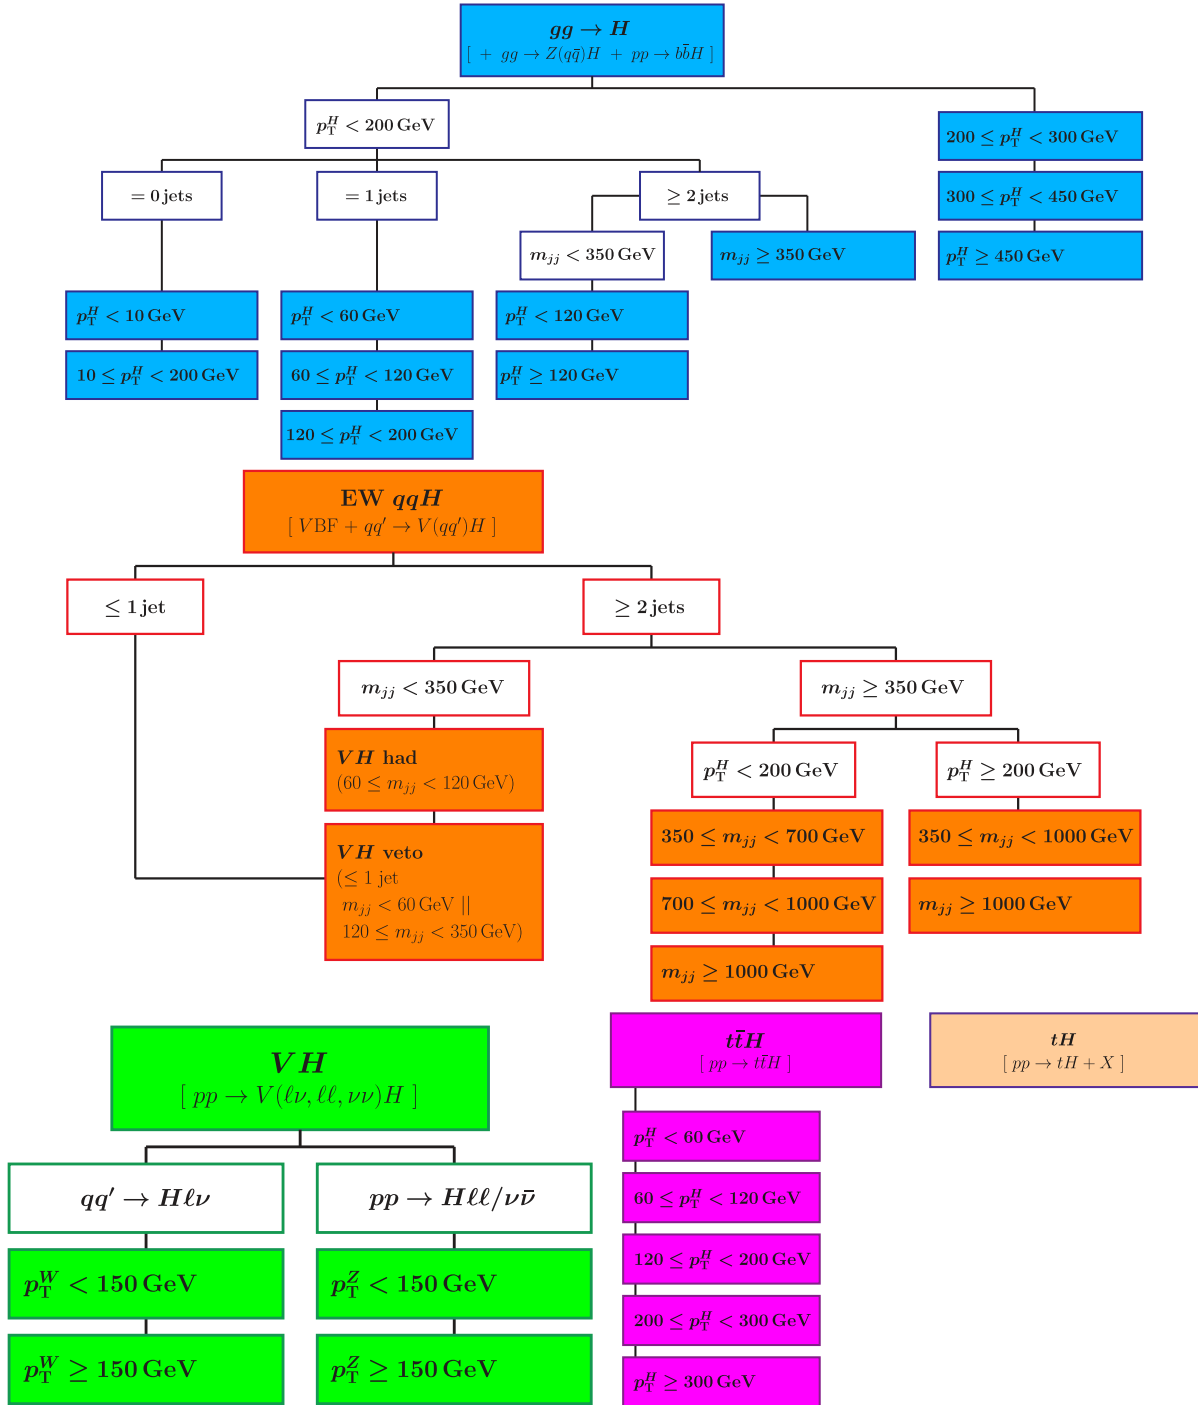 gg → H
[ + gg → Z(qq̄)H + pp → bb̄H ]
p_T^H < 200 GeV
200 ≤ p_T^H < 300 GeV
= 0 jets
= 1 jets
≥ 2 jets
300 ≤ p_T^H < 450 GeV
m_jj < 350 GeV
m_jj ≥ 350 GeV
p_T^H ≥ 450 GeV
p_T^H < 10 GeV
p_T^H < 60 GeV
p_T^H < 120 GeV
10 ≤ p_T^H < 200 GeV
60 ≤ p_T^H < 120 GeV
p_T^H ≥ 120 GeV
120 ≤ p_T^H < 200 GeV
EW qqH
[ VBF + qq′ → V(qq′)H ]
≤ 1 jet
≥ 2 jets
m_jj < 350 GeV
m_jj ≥ 350 GeV
VH had
(60 ≤ m_jj < 120 GeV)
p_T^H < 200 GeV
p_T^H ≥ 200 GeV
350 ≤ m_jj < 700 GeV
350 ≤ m_jj < 1000 GeV
VH veto
(≤ 1 jet
m_jj < 60 GeV ||
120 ≤ m_jj < 350 GeV)
700 ≤ m_jj < 1000 GeV
m_jj ≥ 1000 GeV
m_jj ≥ 1000 GeV
VH
[ pp → V(ℓν, ℓℓ, νν)H ]
qq′ → Hℓν
pp → Hℓℓ/νν̄
p_T^W < 150 GeV
p_T^Z < 150 GeV
p_T^W ≥ 150 GeV
p_T^Z ≥ 150 GeV
tt̄H
[ pp → tt̄H ]
p_T^H < 60 GeV
60 ≤ p_T^H < 120 GeV
120 ≤ p_T^H < 200 GeV
200 ≤ p_T^H < 300 GeV
p_T^H ≥ 300 GeV
tH
[ pp → tH + X ]